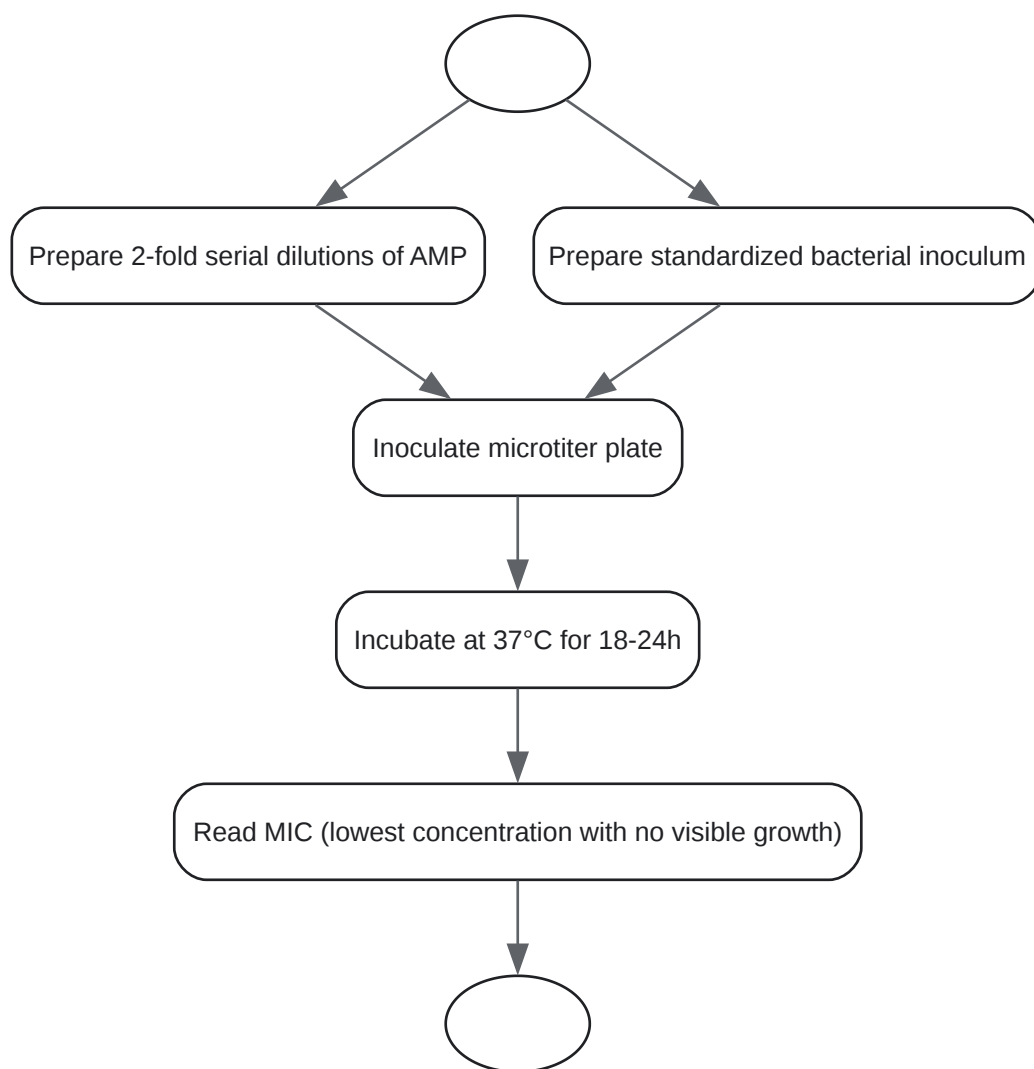 Prepare 2-fold serial dilutions of AMP
Prepare standardized bacterial inoculum
Inoculate microtiter plate
Incubate at 37°C for 18-24h
Read MIC (lowest concentration with no visible growth)